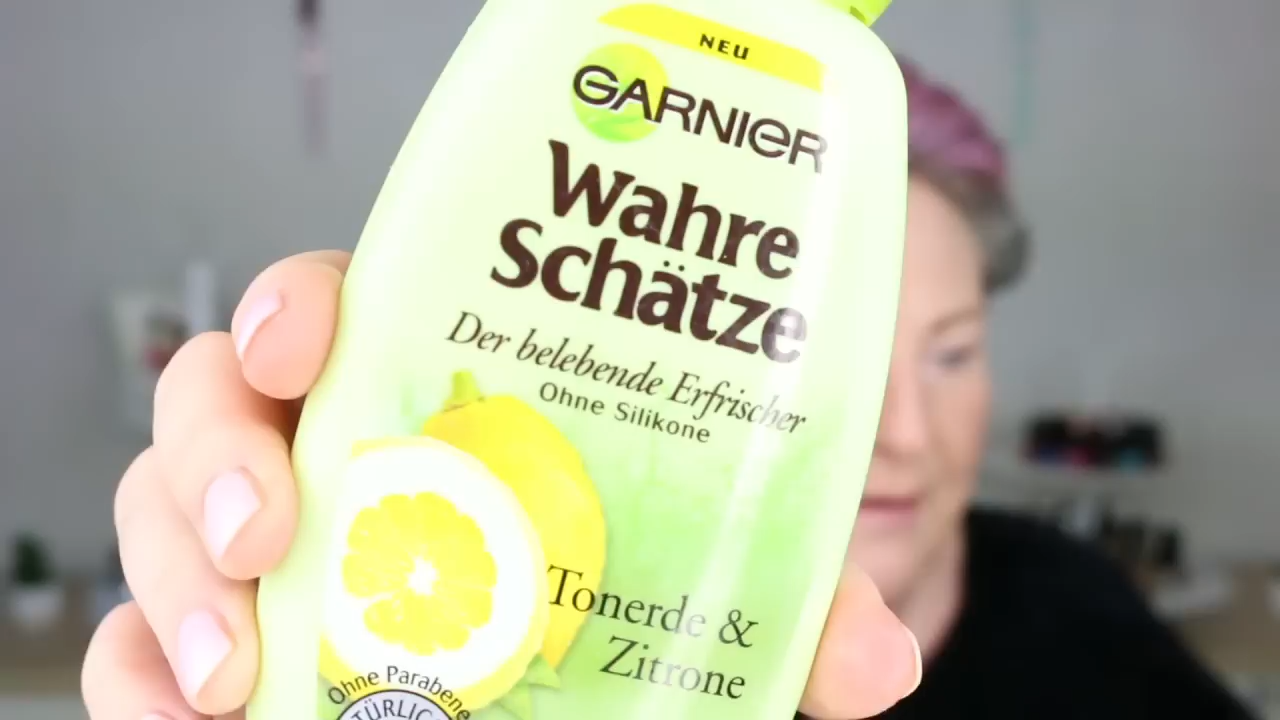 NEU
GARNIER
Wahre
Schätze
Der belebende Erfrischer
Ohne Silikone
Tonerde &
Zitrone
Ohne Parabene